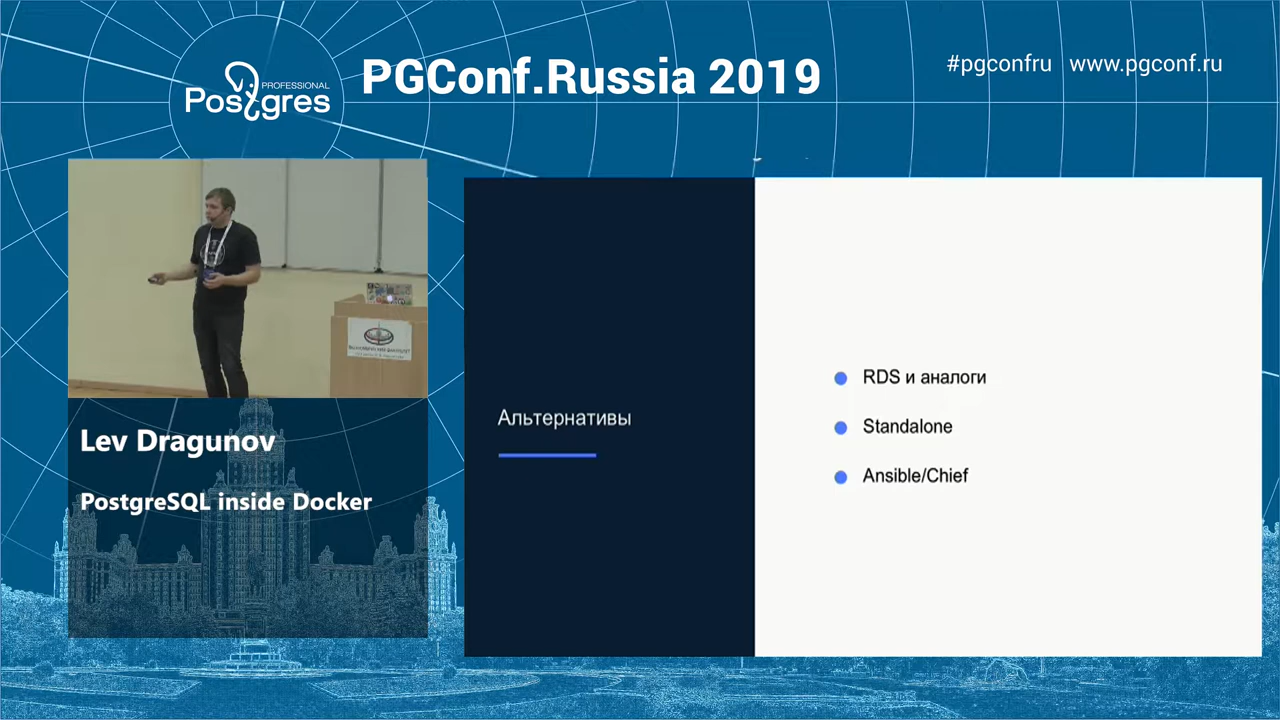 PROFESSIONAL
Postgres
PGConf.Russia 2019
#pgconfru www.pgconf.ru
Lev Dragunov
PostgreSQL inside Docker
Альтернативы
RDS и аналоги
Standalone
Ansible/Chief